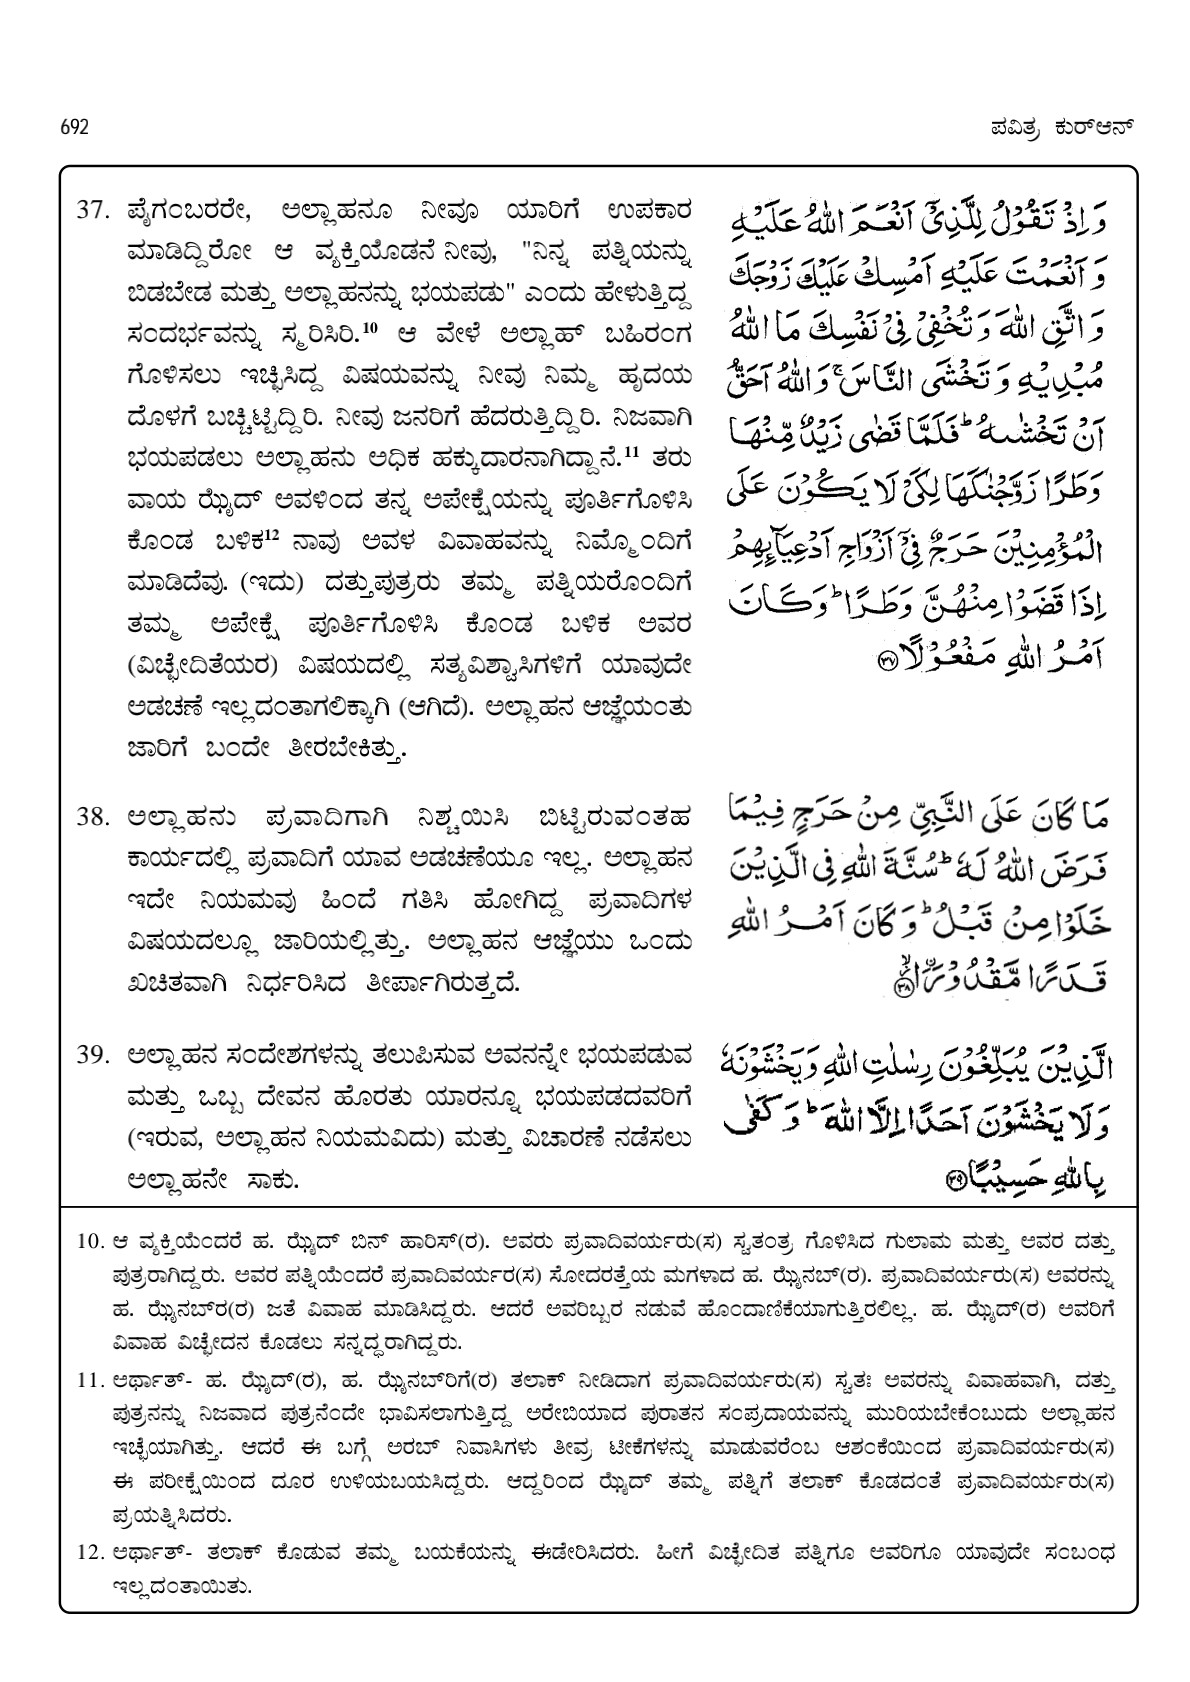 692
ಪವಿತ್ರ ಕುರ್‌ಆನ್
37. ಪೈಗಂಬರರೇ, ಅಲ್ಲಾಹನೂ ನೀವೂ ಯಾರಿಗೆ ಉಪಕಾರ
ಮಾಡಿದ್ದಿರೋ ಆ ವ್ಯಕ್ತಿಯೊಡನೆ ನೀವು, "ನಿನ್ನ ಪತ್ನಿಯನ್ನು
ಬಿಡಬೇಡ ಮತ್ತು ಅಲ್ಲಾಹನನ್ನು ಭಯಪಡು" ಎಂದು ಹೇಳುತ್ತಿದ್ದ
ಸಂದರ್ಭವನ್ನು ಸ್ಮರಿಸಿರಿ.10 ಆ ವೇಳೆ ಅಲ್ಲಾಹ್ ಬಹಿರಂಗ
ಗೊಳಿಸಲು ಇಚ್ಛಿಸಿದ್ದ ವಿಷಯವನ್ನು ನೀವು ನಿಮ್ಮ ಹೃದಯ
ದೊಳಗೆ ಬಚ್ಚಿಟ್ಟಿದ್ದಿರಿ. ನೀವು ಜನರಿಗೆ ಹೆದರುತ್ತಿದ್ದಿರಿ. ನಿಜವಾಗಿ
ಭಯಪಡಲು ಅಲ್ಲಾಹನು ಅಧಿಕ ಹಕ್ಕುದಾರನಾಗಿದ್ದಾನೆ.11 ತರು
ವಾಯ ಝೈದ್ ಅವಳಿಂದ ತನ್ನ ಅಪೇಕ್ಷೆಯನ್ನು ಪೂರ್ತಿಗೊಳಿಸಿ
ಕೊಂಡ ಬಳಿಕ12 ನಾವು ಅವಳ ವಿವಾಹವನ್ನು ನಿಮ್ಮೊಂದಿಗೆ
ಮಾಡಿದೆವು. (ಇದು) ದತ್ತುಪುತ್ರರು ತಮ್ಮ ಪತ್ನಿಯರೊಂದಿಗೆ
ತಮ್ಮ ಅಪೇಕ್ಷೆ ಪೂರ್ತಿಗೊಳಿಸಿ ಕೊಂಡ ಬಳಿಕ ಅವರ
(ವಿಚ್ಛೇದಿತೆಯರ) ವಿಷಯದಲ್ಲಿ ಸತ್ಯವಿಶ್ವಾಸಿಗಳಿಗೆ ಯಾವುದೇ
ಅಡಚಣೆ ಇಲ್ಲದಂತಾಗಲಿಕ್ಕಾಗಿ (ಆಗಿದೆ). ಅಲ್ಲಾಹನ ಆಜ್ಞೆಯಂತು
ಜಾರಿಗೆ ಬಂದೇ ತೀರಬೇಕಿತ್ತು.
وَ اِذْ تَقُوْلُ لِلَّذِيْۤ اَنْعَمَ اللّٰهُ عَلَيْهِ
وَ اَنْعَمْتَ عَلَيْهِ اَمْسِكْ عَلَيْكَ زَوْجَكَ
وَ اتَّقِ اللّٰهَ وَ تُخْفِيْ فِيْ نَفْسِكَ مَا اللّٰهُ
مُبْدِيْهِ وَ تَخْشَى النَّاسَ ۚ وَ اللّٰهُ اَحَقُّ
اَنْ تَخْشٰىهُ ؕ فَلَمَّا قَضٰى زَيْدٌ مِّنْهَا
وَطَرًا زَوَّجْنٰكَهَا لِكَيْ لَا يَكُوْنَ عَلَى
الْمُؤْمِنِيْنَ حَرَجٌ فِيْۤ اَزْوَاجِ اَدْعِيَآىِٕهِمْ
اِذَا قَضَوْا مِنْهُنَّ وَطَرًا ؕ وَ كَانَ
اَمْرُ اللّٰهِ مَفْعُوْلًا ۝۳۷
38. ಅಲ್ಲಾಹನು ಪ್ರವಾದಿಗಾಗಿ ನಿಶ್ಚಯಿಸಿ ಬಿಟ್ಟಿರುವಂತಹ
ಕಾರ್ಯದಲ್ಲಿ ಪ್ರವಾದಿಗೆ ಯಾವ ಅಡಚಣೆಯೂ ಇಲ್ಲ. ಅಲ್ಲಾಹನ
ಇದೇ ನಿಯಮವು ಹಿಂದೆ ಗತಿಸಿ ಹೋಗಿದ್ದ ಪ್ರವಾದಿಗಳ
ವಿಷಯದಲ್ಲೂ ಜಾರಿಯಲ್ಲಿತ್ತು. ಅಲ್ಲಾಹನ ಆಜ್ಞೆಯು ಒಂದು
ಖಚಿತವಾಗಿ ನಿರ್ಧರಿಸಿದ ತೀರ್ಪಾಗಿರುತ್ತದೆ.
مَا كَانَ عَلَى النَّبِيِّ مِنْ حَرَجٍ فِيْمَا
فَرَضَ اللّٰهُ لَهٗ ؕ سُنَّةَ اللّٰهِ فِي الَّذِيْنَ
خَلَوْا مِنْ قَبْلُ ؕ وَ كَانَ اَمْرُ اللّٰهِ
قَدَرًا مَّقْدُوْرَا ۙ۝۳۸
39. ಅಲ್ಲಾಹನ ಸಂದೇಶಗಳನ್ನು ತಲುಪಿಸುವ ಅವನನ್ನೇ ಭಯಪಡುವ
ಮತ್ತು ಒಬ್ಬ ದೇವನ ಹೊರತು ಯಾರನ್ನೂ ಭಯಪಡದವರಿಗೆ
(ಇರುವ, ಅಲ್ಲಾಹನ ನಿಯಮವಿದು) ಮತ್ತು ವಿಚಾರಣೆ ನಡೆಸಲು
ಅಲ್ಲಾಹನೇ ಸಾಕು.
الَّذِيْنَ يُبَلِّغُوْنَ رِسٰلٰتِ اللّٰهِ وَ يَخْشَوْنَهٗ
وَ لَا يَخْشَوْنَ اَحَدًا اِلَّا اللّٰهَ ؕ وَ كَفٰى
بِاللّٰهِ حَسِيْبًا ۝۳۹
10. ಆ ವ್ಯಕ್ತಿಯೆಂದರೆ ಹ. ಝೈದ್ ಬಿನ್ ಹಾರಿಸ್(ರ). ಅವರು ಪ್ರವಾದಿವರ್ಯರು(ಸ) ಸ್ವತಂತ್ರ ಗೊಳಿಸಿದ ಗುಲಾಮ ಮತ್ತು ಅವರ ದತ್ತು
ಪುತ್ರರಾಗಿದ್ದರು. ಅವರ ಪತ್ನಿಯೆಂದರೆ ಪ್ರವಾದಿವರ್ಯರ(ಸ) ಸೋದರತ್ತೆಯ ಮಗಳಾದ ಹ. ಝೈನಬ್(ರ). ಪ್ರವಾದಿವರ್ಯರು(ಸ) ಅವರನ್ನು
ಹ. ಝೈನಬ್‌ರ(ರ) ಜತೆ ವಿವಾಹ ಮಾಡಿಸಿದ್ದರು. ಆದರೆ ಅವರಿಬ್ಬರ ನಡುವೆ ಹೊಂದಾಣಿಕೆಯಾಗುತ್ತಿರಲಿಲ್ಲ. ಹ. ಝೈದ್(ರ) ಅವರಿಗೆ
ವಿವಾಹ ವಿಚ್ಛೇದನ ಕೊಡಲು ಸನ್ನದ್ಧರಾಗಿದ್ದರು.
11. ಅರ್ಥಾತ್- ಹ. ಝೈದ್(ರ), ಹ. ಝೈನಬ್‌ರಿಗೆ(ರ) ತಲಾಕ್ ನೀಡಿದಾಗ ಪ್ರವಾದಿವರ್ಯರು(ಸ) ಸ್ವತಃ ಅವರನ್ನು ವಿವಾಹವಾಗಿ, ದತ್ತು
ಪುತ್ರನನ್ನು ನಿಜವಾದ ಪುತ್ರನೆಂದೇ ಭಾವಿಸಲಾಗುತ್ತಿದ್ದ ಅರೇಬಿಯಾದ ಪುರಾತನ ಸಂಪ್ರದಾಯವನ್ನು ಮುರಿಯಬೇಕೆಂಬುದು ಅಲ್ಲಾಹನ
ಇಚ್ಛೆಯಾಗಿತ್ತು. ಆದರೆ ಈ ಬಗ್ಗೆ ಅರಬ್ ನಿವಾಸಿಗಳು ತೀವ್ರ ಟೀಕೆಗಳನ್ನು ಮಾಡುವರೆಂಬ ಆಶಂಕೆಯಿಂದ ಪ್ರವಾದಿವರ್ಯರು(ಸ)
ಈ ಪರೀಕ್ಷೆಯಿಂದ ದೂರ ಉಳಿಯಬಯಸಿದ್ದರು. ಆದ್ದರಿಂದ ಝೈದ್ ತಮ್ಮ ಪತ್ನಿಗೆ ತಲಾಕ್ ಕೊಡದಂತೆ ಪ್ರವಾದಿವರ್ಯರು(ಸ)
ಪ್ರಯತ್ನಿಸಿದರು.
12. ಅರ್ಥಾತ್- ತಲಾಕ್ ಕೊಡುವ ತಮ್ಮ ಬಯಕೆಯನ್ನು ಈಡೇರಿಸಿದರು. ಹೀಗೆ ವಿಚ್ಛೇದಿತ ಪತ್ನಿಗೂ ಅವರಿಗೂ ಯಾವುದೇ ಸಂಬಂಧ
ಇಲ್ಲದಂತಾಯಿತು.